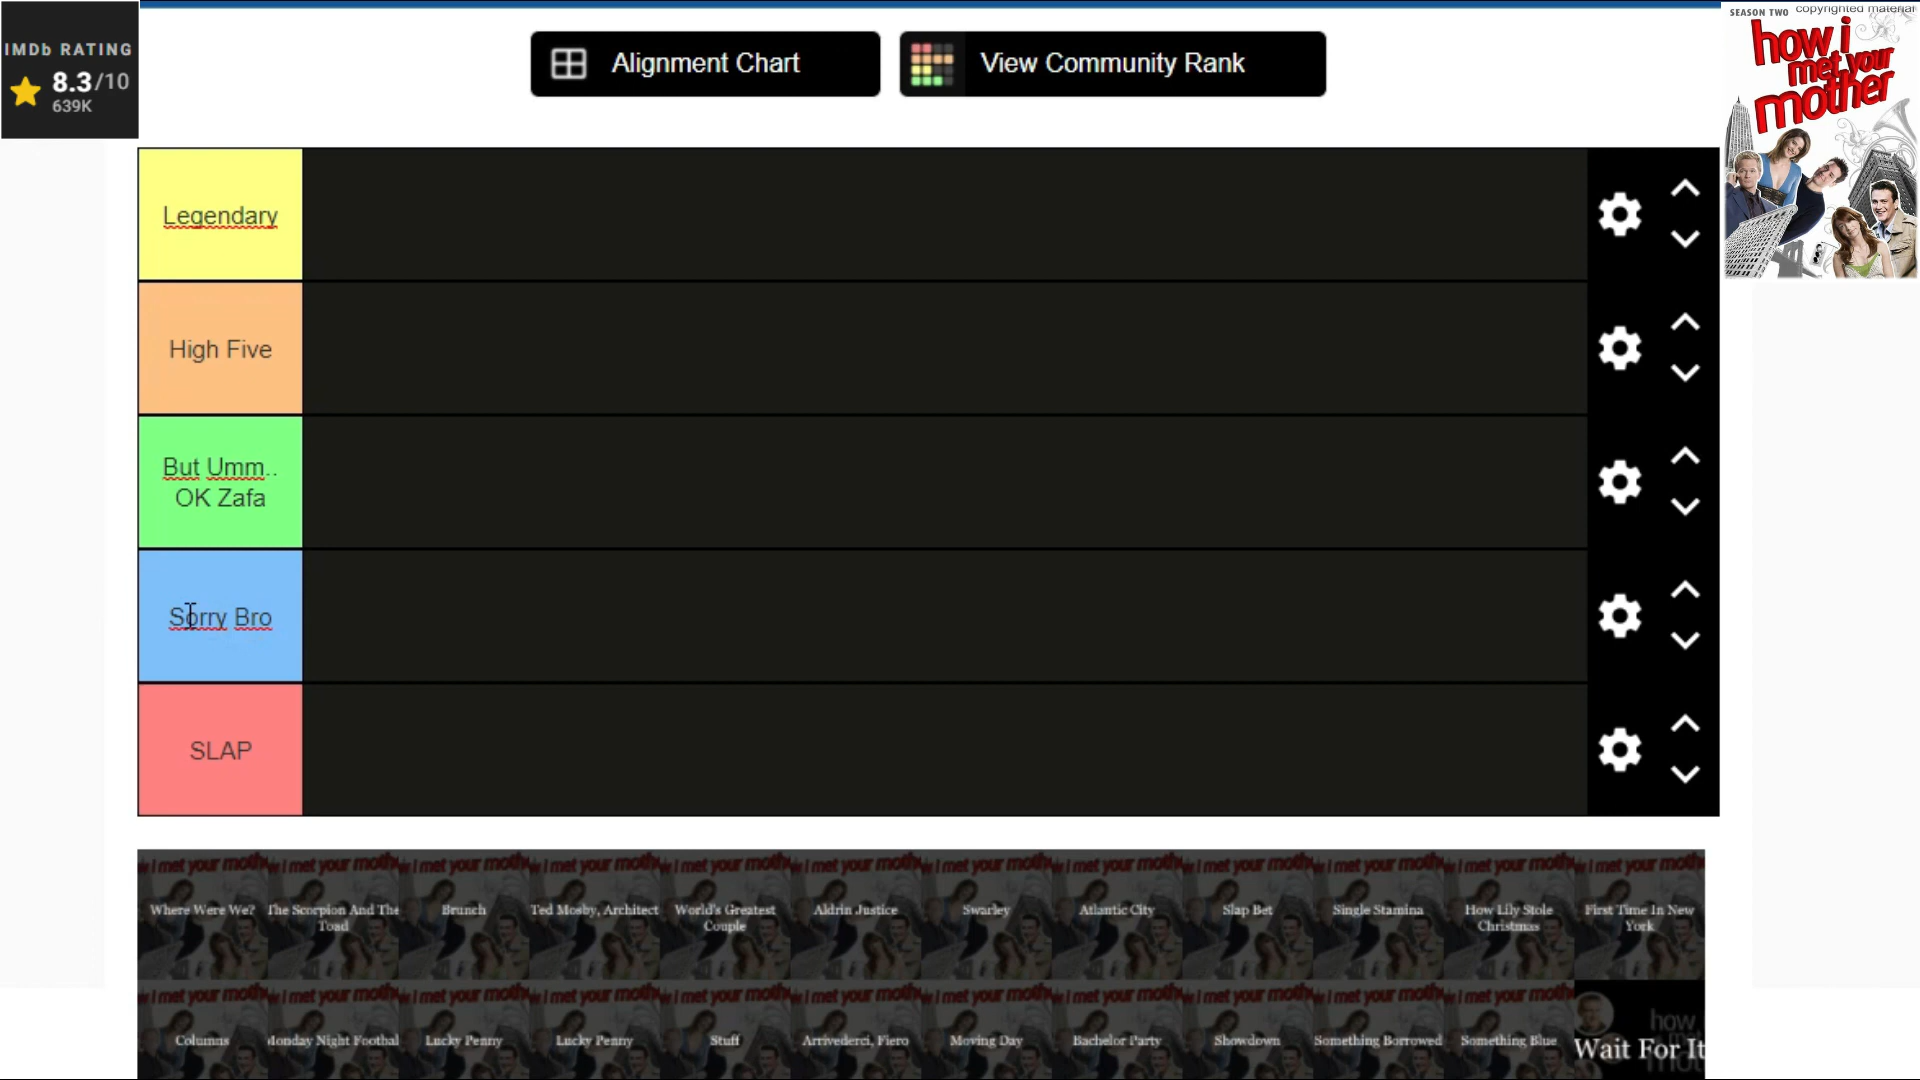 IMDb RATING
8.3/10
639K
Alignment Chart
View Community Rank
SEASON TWO
copyrighted material
how i
met your
mother
Legendary
High Five
But Umm..
OK Zafa
Sorry Bro
SLAP
Where Were We?
The Scorpion And The
Toad
Brunch
Ted Mosby, Architect
World's Greatest
Couple
Aldrin Justice
Swarley
Atlantic City
Slap Bet
Single Stamina
How Lily Stole
Christmas
First Time In New
York
Columns
Monday Night Footbal
Lucky Penny
Lucky Penny
Stuff
Arrivederci, Fiero
Moving Day
Bachelor Party
Showdown
Something Borrowed
Something Blue
how
Wait For It